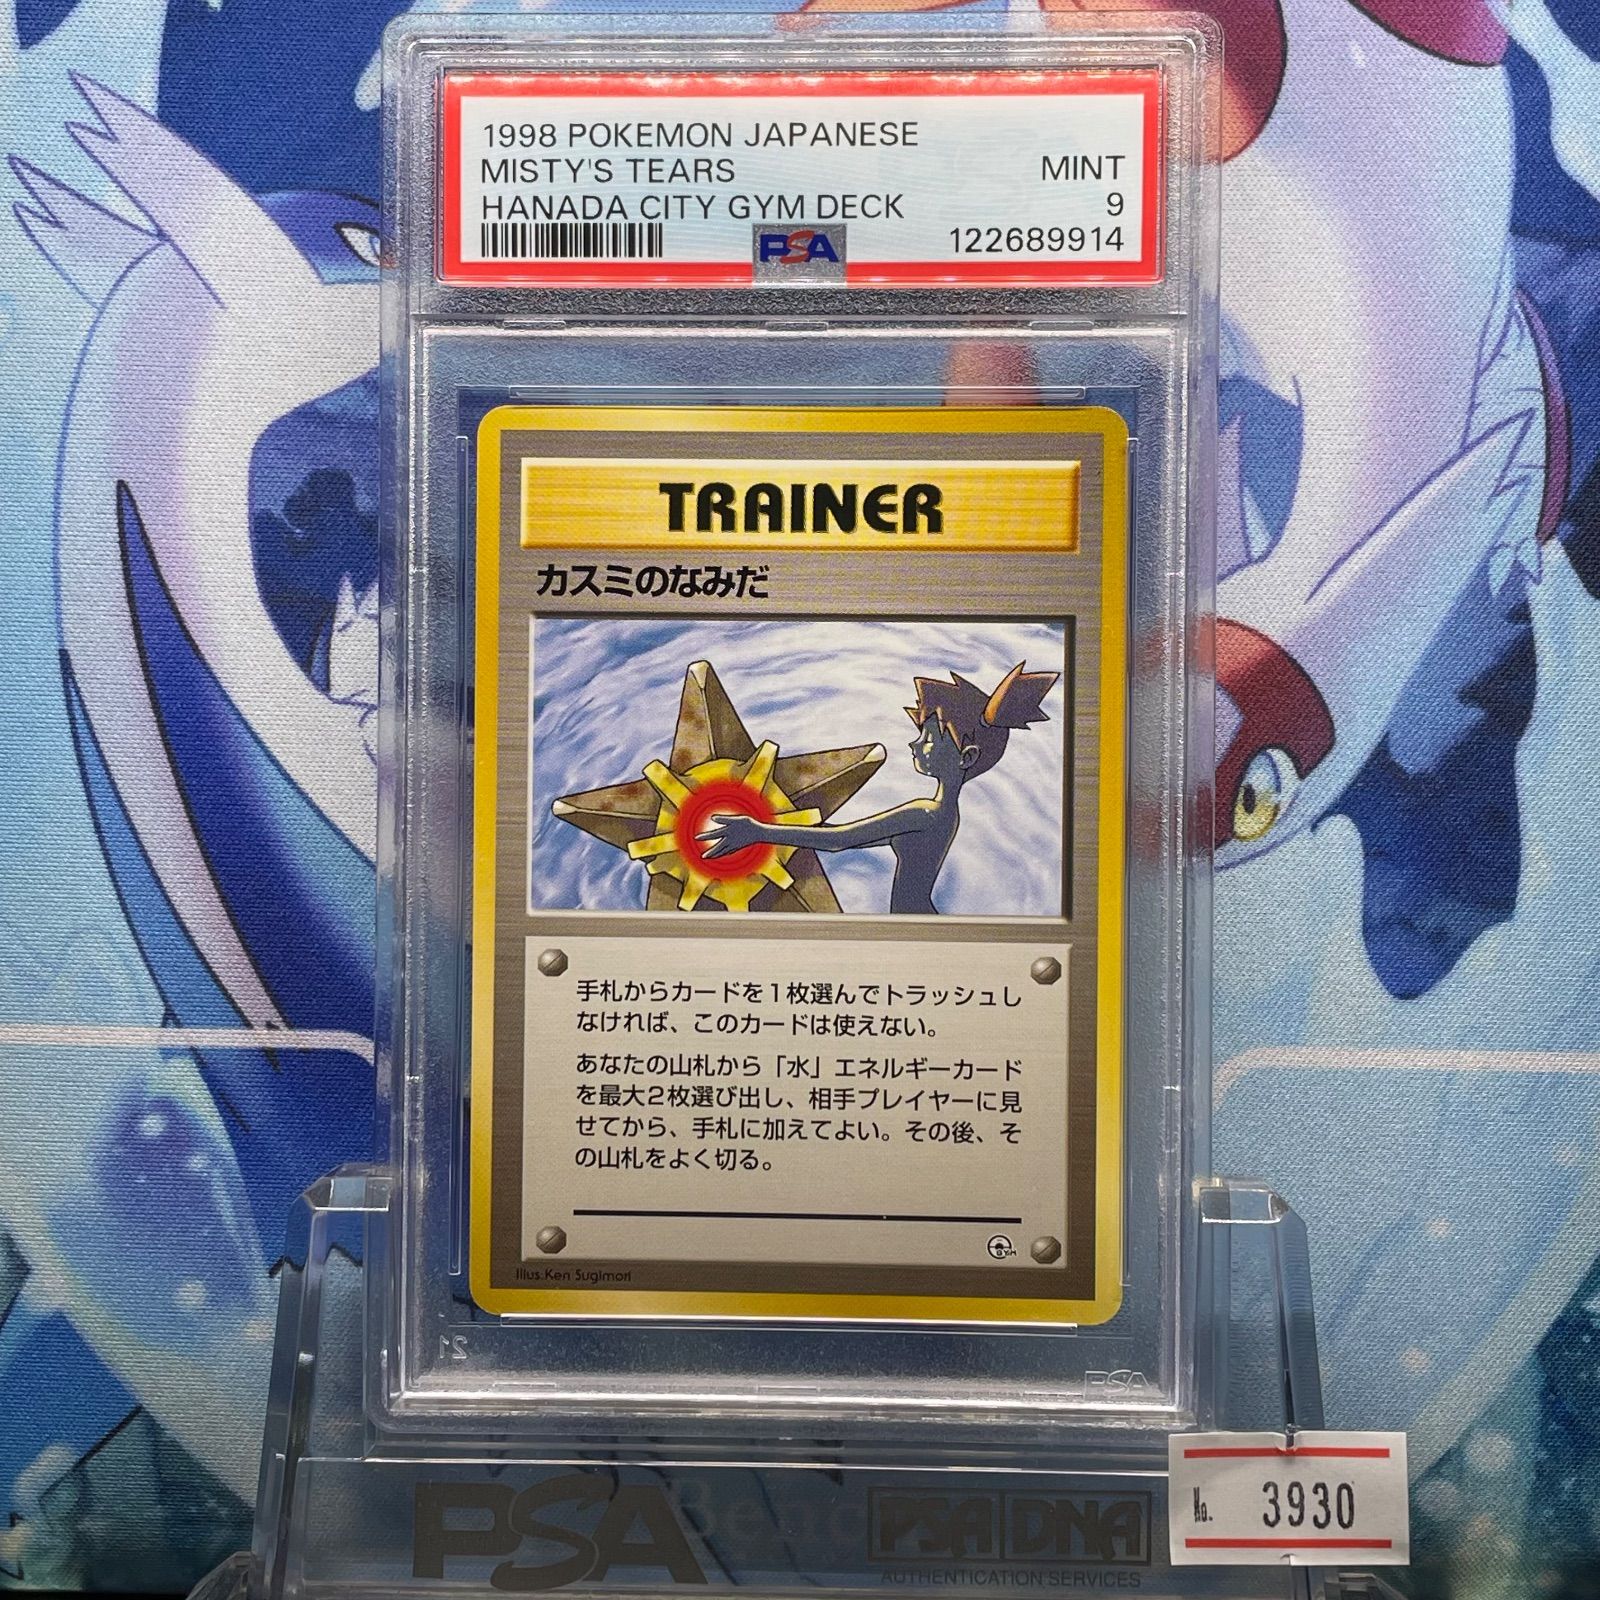 1998 POKEMON JAPANESE
MISTY'S TEARS
MINT
HANADA CITY GYM DECK
9
PSA
122689914
TRAINER
カスミのなみだ
手札からカードを1枚選んでトラッシュし
なければ、このカードは使えない。
あなたの山札から「水」エネルギーカード
を最大2枚選び出し、相手プレイヤーに見
せてから、手札に加えてよい。その後、そ
の山札をよく切る。
GYM
Illus.Ken Sugimori
21
PSA
No. 3930
PSA
PSA DNA
AUTHENTICATION SERVICES